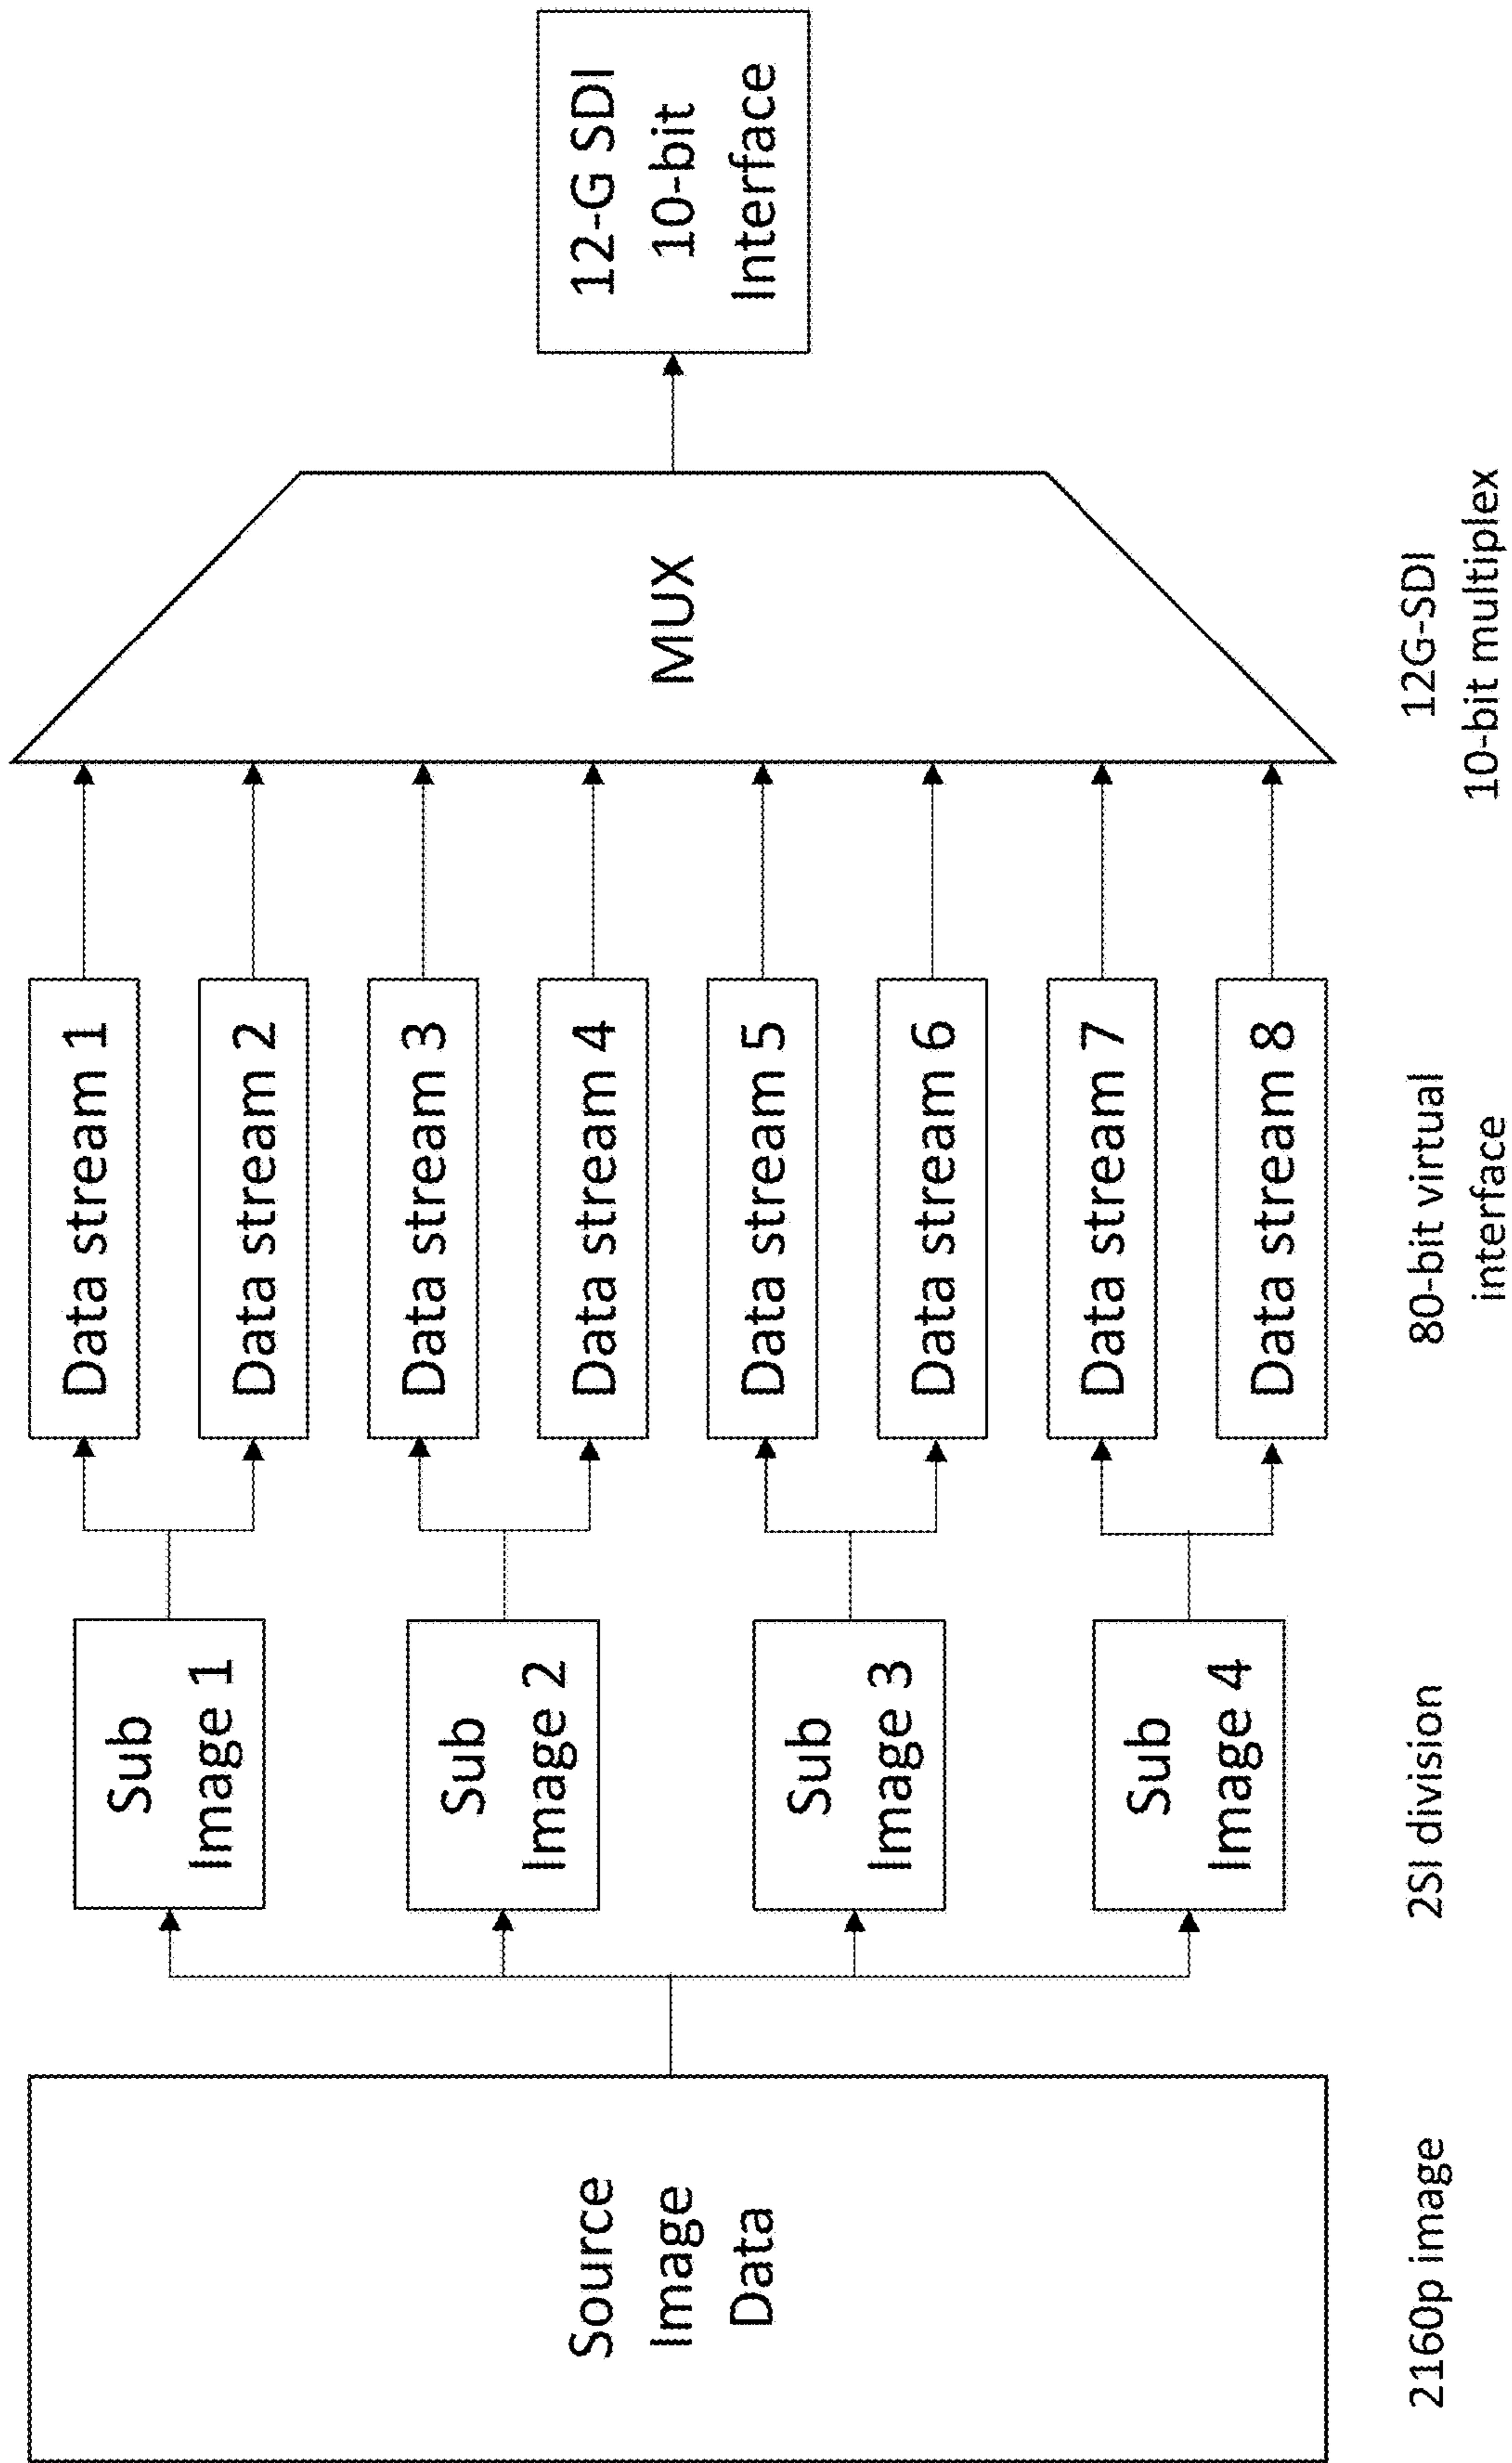 Source
Image
Data
2160p image
Sub
Image 1
Sub
Image 2
Sub
Image 3
Sub
Image 4
2SI division
Data stream 1
Data stream 2
Data stream 3
Data stream 4
Data stream 5
Data stream 6
Data stream 7
Data stream 8
80-bit virtual
interface
MUX
12G-SDI
10-bit multiplex
12-G SDI
10-bit
Interface